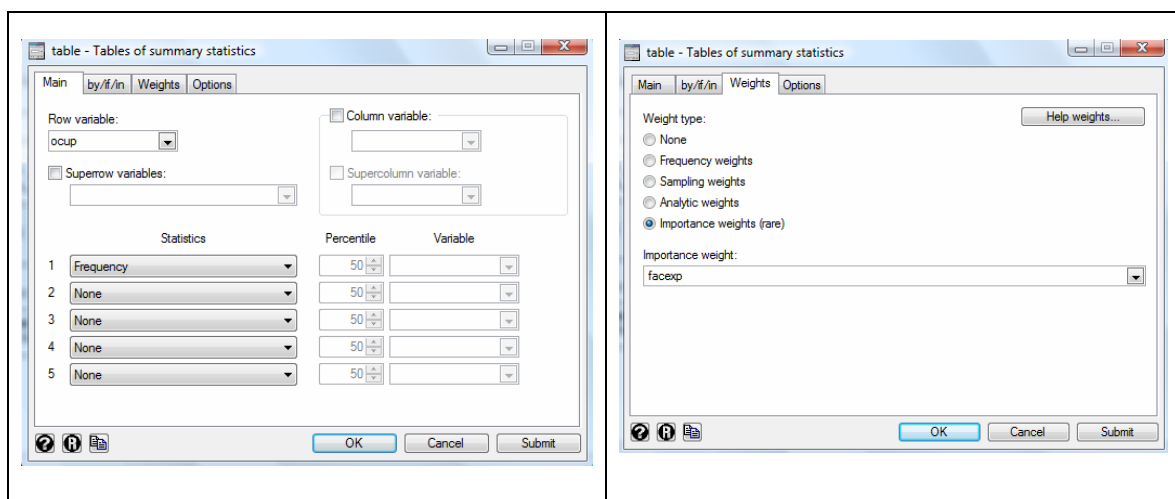 table - Tables of summary statistics
Main by/if/in Weights Options
Row variable:
ocup
Column variable:
Superrow variables:
Supercolumn variable:
Statistics Percentile Variable
1 Frequency 50
2 None 50
3 None 50
4 None 50
5 None 50
OK Cancel Submit
table - Tables of summary statistics
Main by/if/in Weights Options
Weight type:
Help weights...
None
Frequency weights
Sampling weights
Analytic weights
Importance weights (rare)
Importance weight:
facexp
OK Cancel Submit